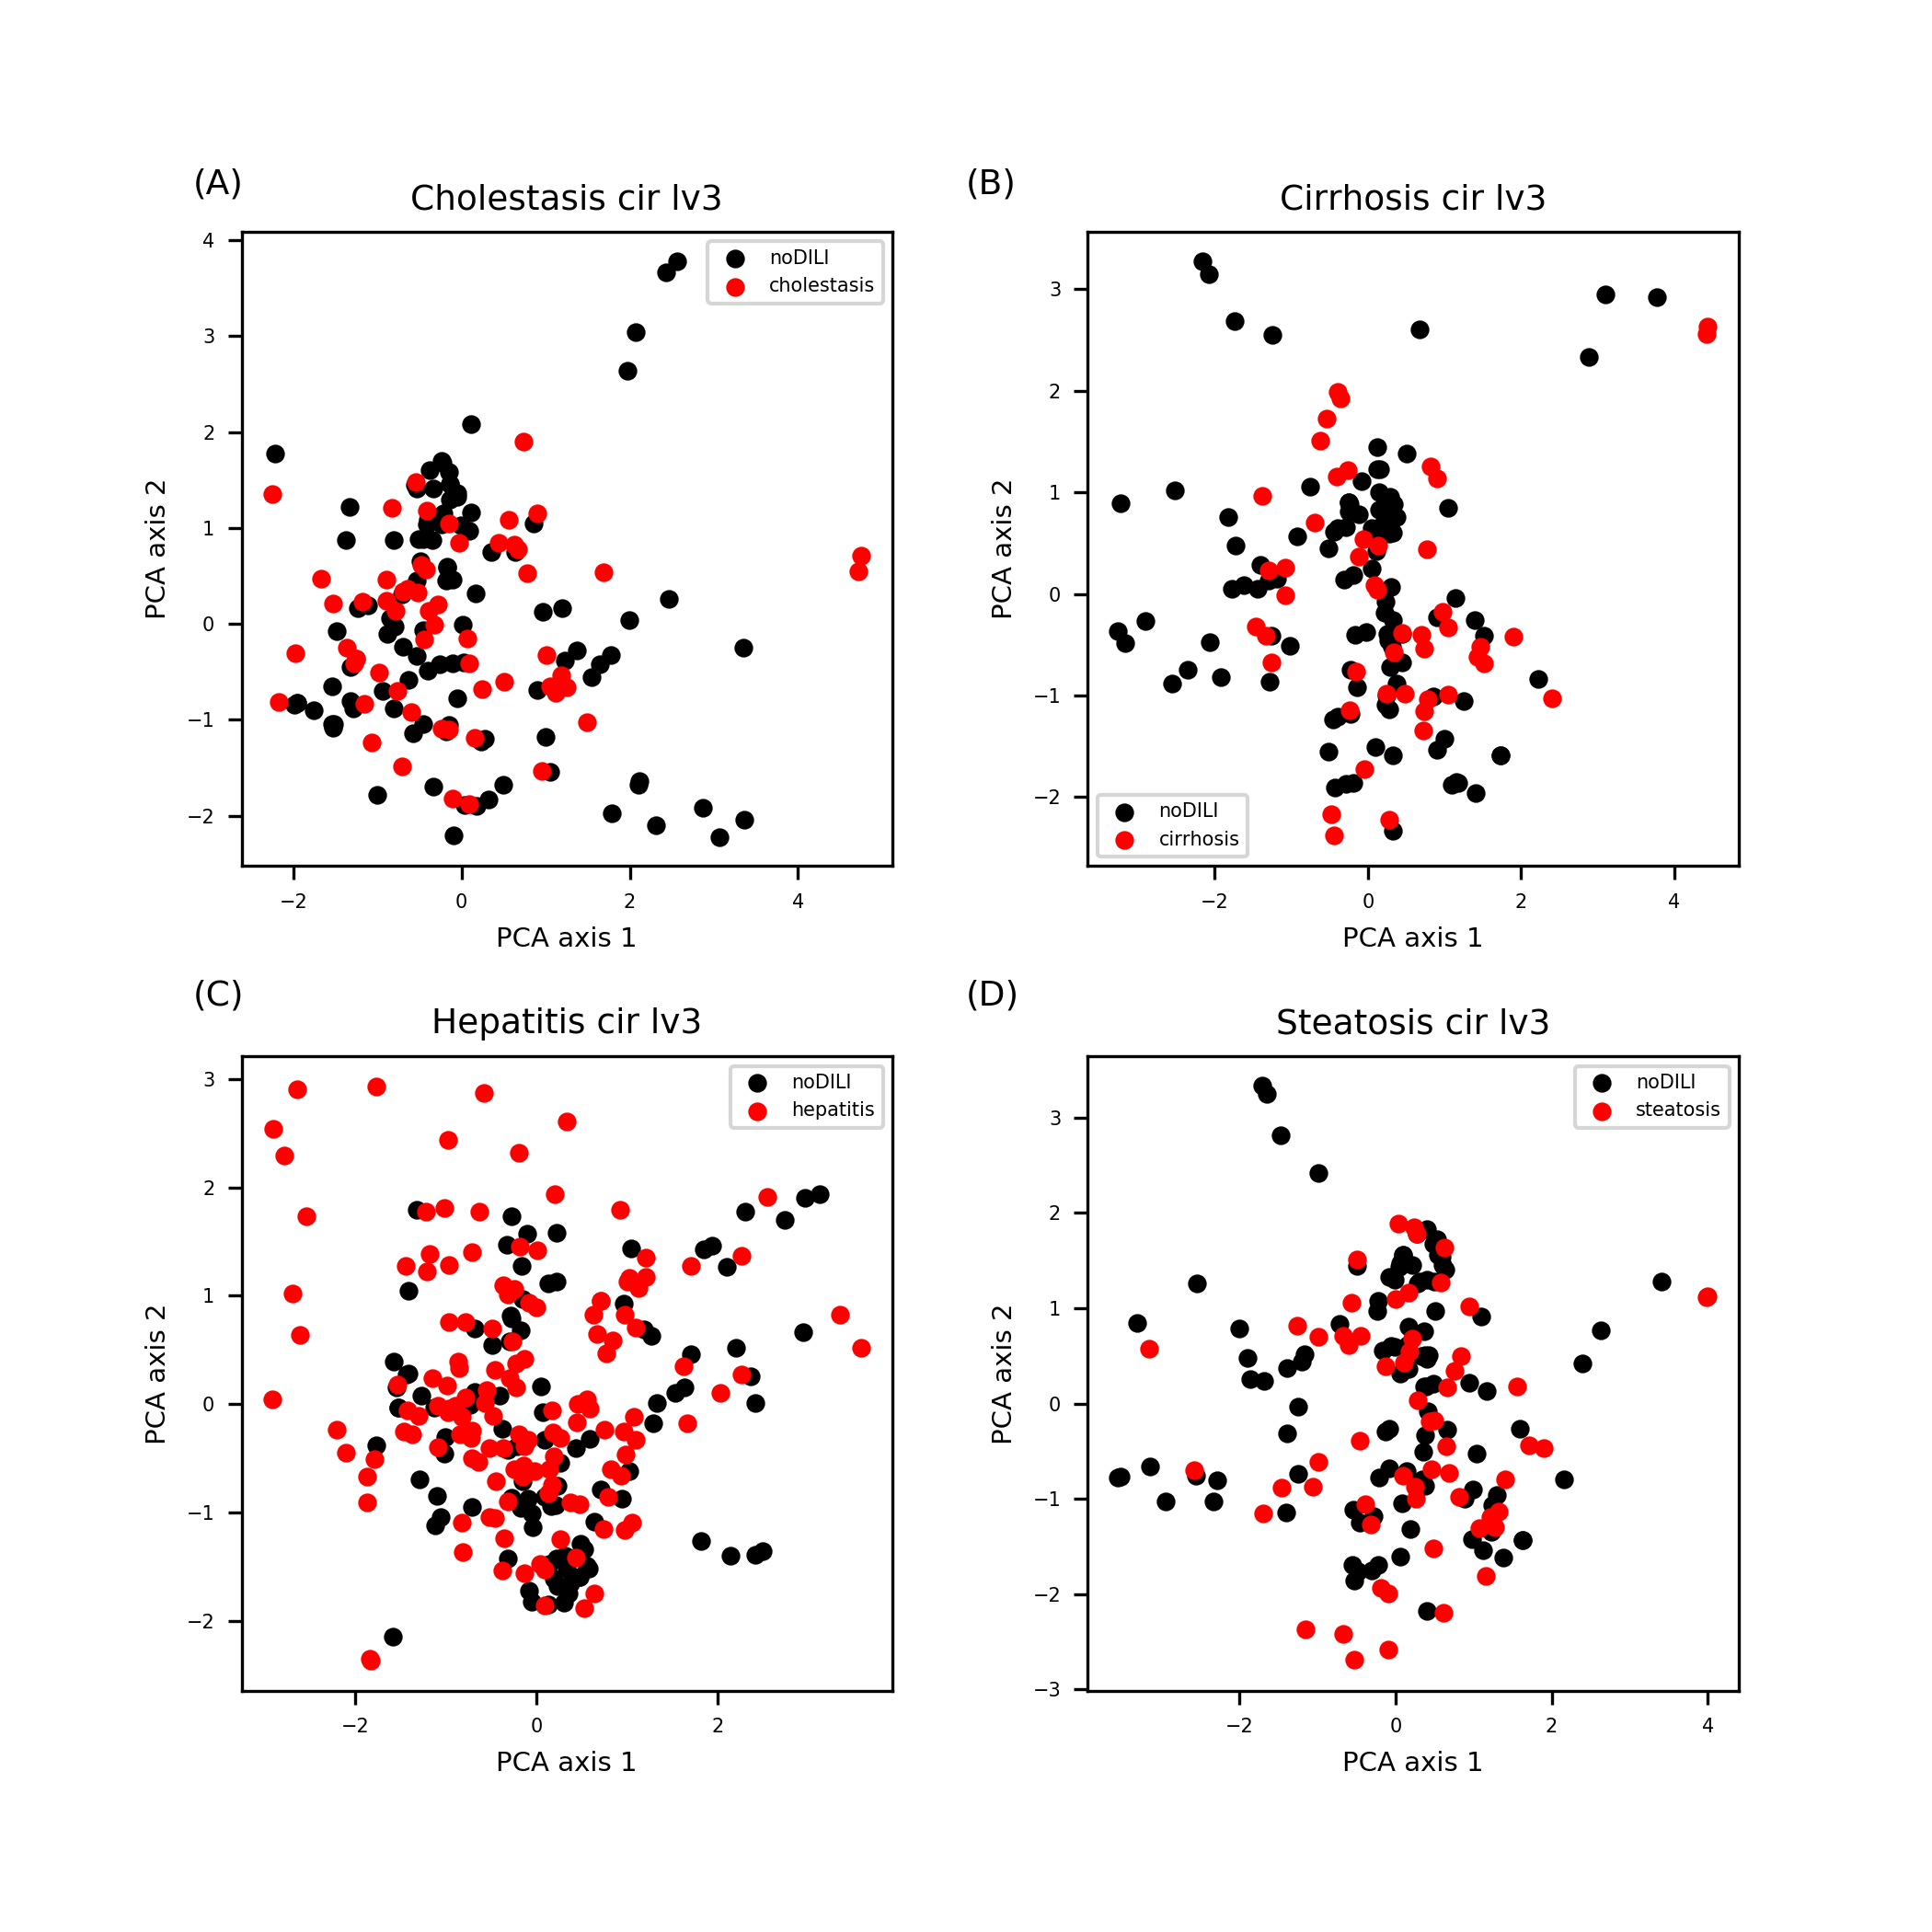 (A)
Cholestasis cir lv3
noDILI
cholestasis
4
3
2
1
0
−1
−2
PCA axis 2
−2 0 2 4
PCA axis 1
(B)
Cirrhosis cir lv3
3
2
1
0
−1
−2
PCA axis 2
noDILI
cirrhosis
−2 0 2 4
PCA axis 1
(C)
Hepatitis cir lv3
noDILI
hepatitis
3
2
1
0
−1
−2
PCA axis 2
−2 0 2
PCA axis 1
(D)
Steatosis cir lv3
noDILI
steatosis
3
2
1
0
−1
−2
−3
PCA axis 2
−2 0 2 4
PCA axis 1